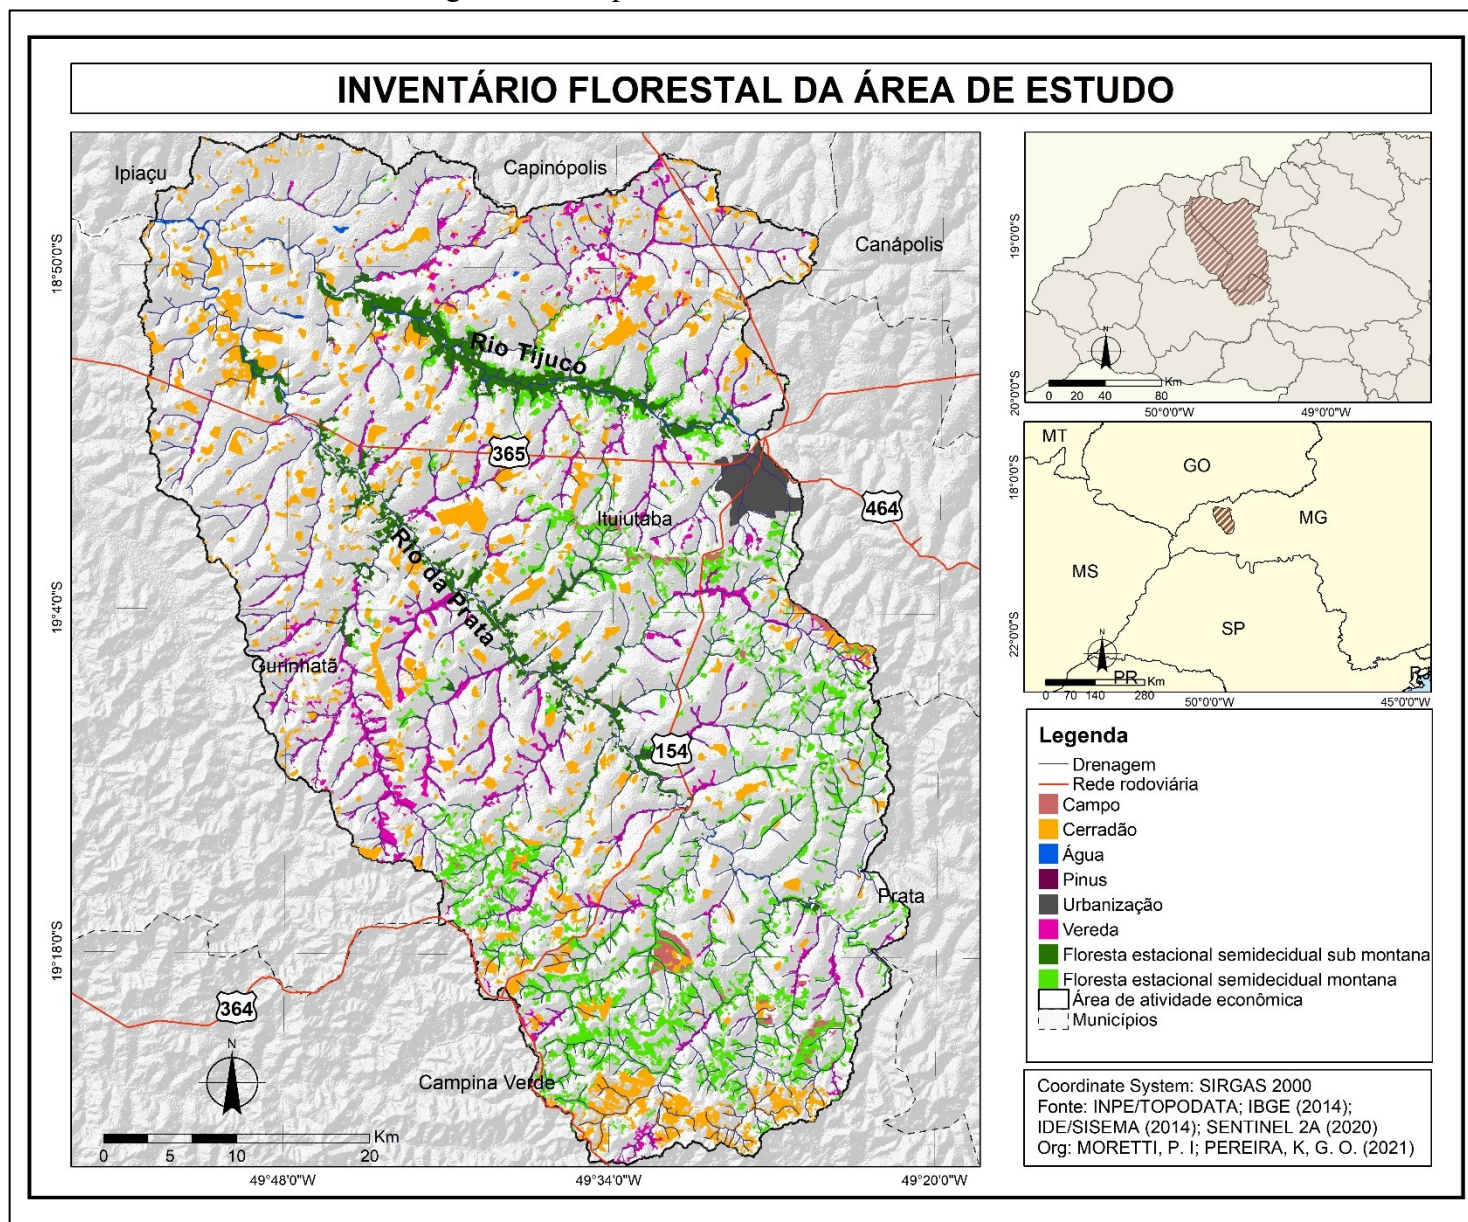 INVENTÁRIO FLORESTAL DA ÁREA DE ESTUDO
Ipiaçu
Capinópolis
Canápolis
18°50'0"S
Rio Tijuco
365
464
Ituiutaba
Rio da Prata
19°4'0"S
Gurinhatã
154
Prata
19°18'0"S
364
N
Campina Verde
Km
0 5 10 20
49°48'0"W 49°34'0"W 49°20'0"W
19°0'0"S
N
Km
0 20 40 80
20°0'0"S
50°0'0"W 49°0'0"W
MT
GO
18°0'0"S
MG
MS
SP
22°0'0"S
N
PR
Km
0 70 140 280
50°0'0"W 45°0'0"W
Legenda
Drenagem
Rede rodoviária
Campo
Cerradão
Água
Pinus
Urbanização
Vereda
Floresta estacional semidecidual sub montana
Floresta estacional semidecidual montana
Área de atividade econômica
Municípios
Coordinate System: SIRGAS 2000
Fonte: INPE/TOPODATA; IBGE (2014);
IDE/SISEMA (2014); SENTINEL 2A (2020)
Org: MORETTI, P. I; PEREIRA, K, G. O. (2021)